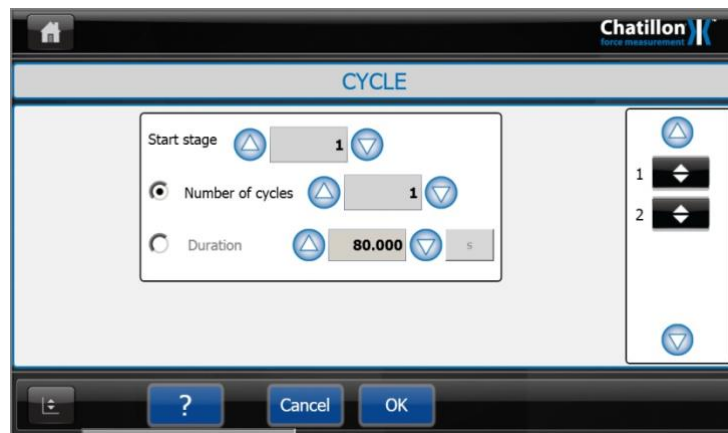 Chatillon
force measurement
CYCLE
Start stage 1
Number of cycles 1
Duration 80.000 s
1
2
? Cancel OK